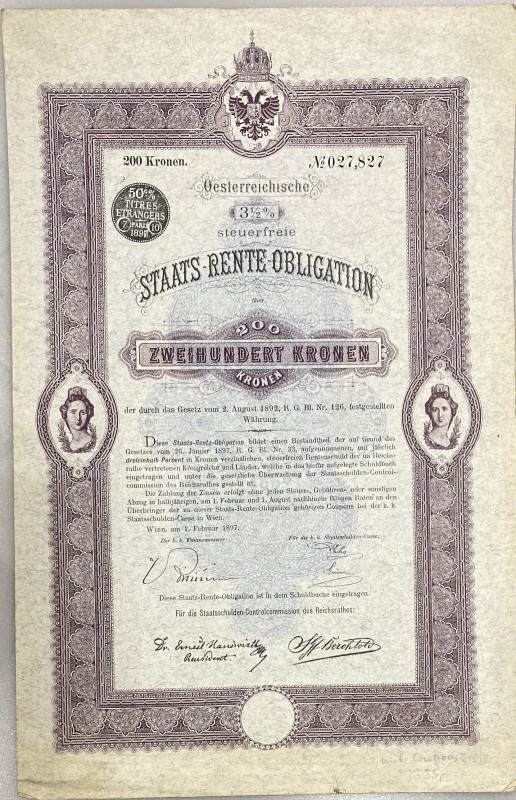 200 Kronen.
№ 027,827
Oesterreichische
3½%
steuerfreie
50c%
TITRES
ETRANGERS
7 PARIS 10
1897
STAATS-RENTE-OBLIGATION
über
200
ZWEIHUNDERT KRONEN
KRONEN
der durch das Gesetz vom 2. August 1892, R. G. Bl. Nr. 126, festgestellten
Währung.
Diese Staats-Rente-Obligation bildet einen Bestandtheil der auf Grund des
Gesetzes vom 26. Jänner 1897, R. G. Bl. Nr. 33, aufgenommenen, mit jährlich
dreieinhalb Percent in Kronen verzinslichen, steuerfreien Rentenschuld der im Reichs-
rathe vertretenen Königreiche und Länder, welche in das hiefür aufgelegte Schuldbuch
eingetragen und unter die gesetzliche Überwachung der Staatsschulden-Control-
commission des Reichsrathes gestellt ist.
Die Zahlung der Zinsen erfolgt ohne jeden Steuer-, Gebühren- oder sonstigen
Abzug in halbjährigen, am 1. Februar und 1. August nachhinein fälligen Raten an den
Überbringer der zu dieser Staats-Rente-Obligation gehörigen Coupons bei der k. k.
Staatsschulden-Casse in Wien.
Wien, am 1. Februar 1897.
Der k. k. Finanzminister
Für die k. k. Staatsschulden-Casse:
Diese Staats-Rente-Obligation ist in dem Schuldbuche eingetragen.
Für die Staatsschulden-Controlcommission des Reichsrathes:
Dr. Ernest
President.
Berchtold